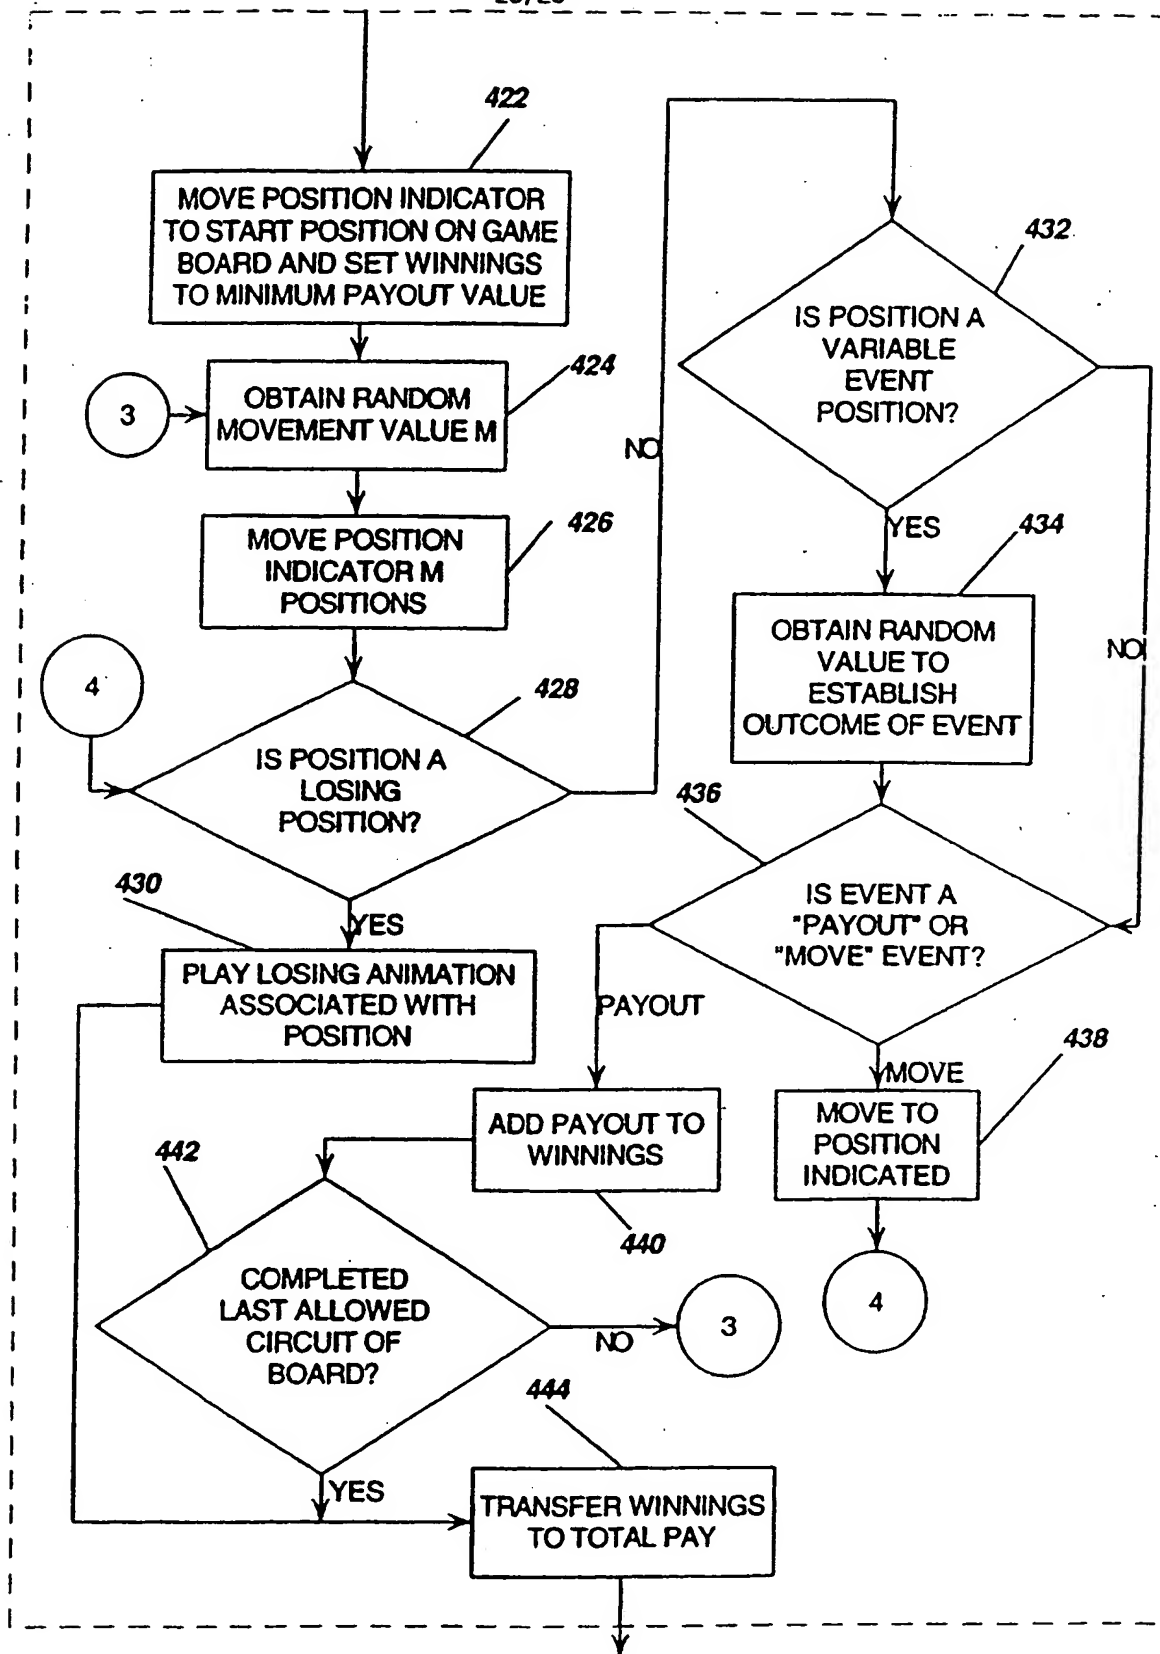 422
MOVE POSITION INDICATOR
TO START POSITION ON GAME
BOARD AND SET WINNINGS
TO MINIMUM PAYOUT VALUE
424
3
OBTAIN RANDOM
MOVEMENT VALUE M
426
MOVE POSITION
INDICATOR M
POSITIONS
4
428
IS POSITION A
LOSING
POSITION?
NO
430
YES
PLAY LOSING ANIMATION
ASSOCIATED WITH
POSITION
432
IS POSITION A
VARIABLE
EVENT
POSITION?
YES
NO
434
OBTAIN RANDOM
VALUE TO
ESTABLISH
OUTCOME OF EVENT
436
IS EVENT A
"PAYOUT" OR
"MOVE" EVENT?
PAYOUT
MOVE
438
MOVE TO
POSITION
INDICATED
4
ADD PAYOUT TO
WINNINGS
440
442
COMPLETED
LAST ALLOWED
CIRCUIT OF
BOARD?
NO
3
YES
444
TRANSFER WINNINGS
TO TOTAL PAY